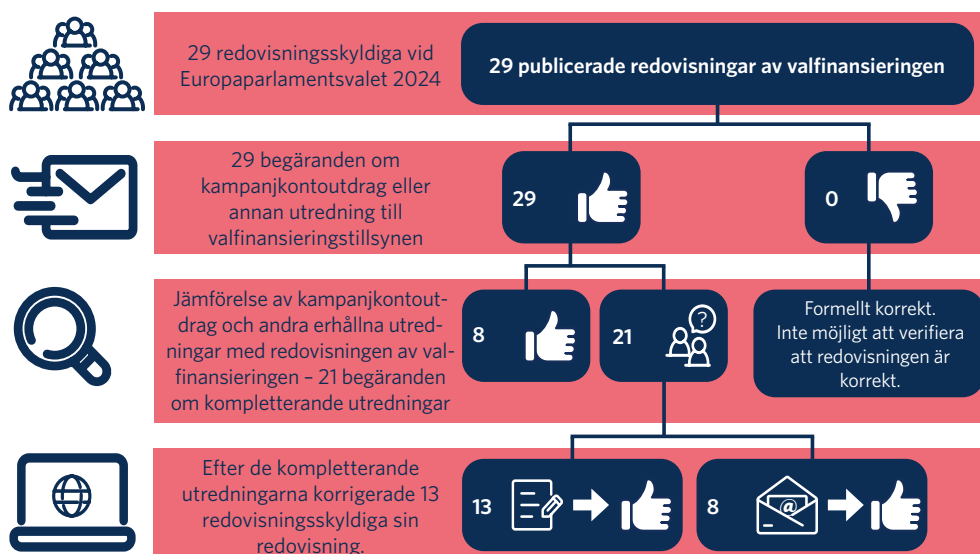 29 redovisningsskyldiga vid
Europaparlamentsvalet 2024
29 publicerade redovisningar av valfinansieringen
29 begäranden om
kampanjkontoutdrag eller
annan utredning till
valfinansieringstillsynen
29
0
Jämförelse av kampanjkontout-
drag och andra erhållna utred-
ningar med redovisningen av val-
finansieringen – 21 begäranden
om kompletterande utredningar
8
21
?
Formellt korrekt.
Inte möjligt att verifiera
att redovisningen är
korrekt.
Efter de kompletterande
utredningarna korrigerade 13
redovisningsskyldiga sin
redovisning.
13
8
@